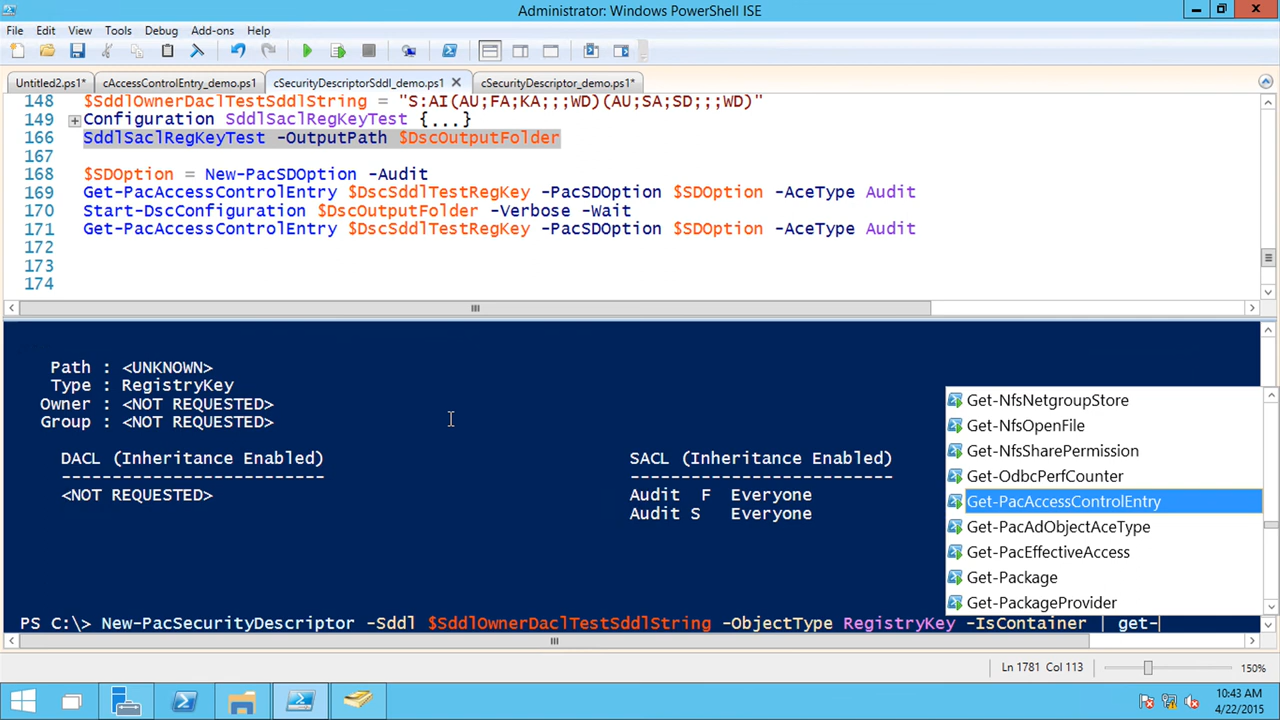 Administrator: Windows PowerShell ISE
File Edit View Tools Debug Add-ons Help
Untitled2.ps1* cAccessControlEntry_demo.ps1 cSecurityDescriptorSddl_demo.ps1 cSecurityDescriptor_demo.ps1*
148 $SddlOwnerDaclTestSddlString = "S:AI(AU;FA;KA;;;WD)(AU;SA;SD;;;WD)"
149 Configuration SddlSaclRegKeyTest {...}
166 SddlSaclRegKeyTest -OutputPath $DscOutputFolder
167
168 $SDOption = New-PacSDOption -Audit
169 Get-PacAccessControlEntry $DscSddlTestRegKey -PacSDOption $SDOption -AceType Audit
170 Start-DscConfiguration $DscOutputFolder -Verbose -Wait
171 Get-PacAccessControlEntry $DscSddlTestRegKey -PacSDOption $SDOption -AceType Audit
172
173
174
Path : <UNKNOWN>
Type : RegistryKey
Owner : <NOT REQUESTED>
Group : <NOT REQUESTED>
DACL (Inheritance Enabled) SACL (Inheritance Enabled)
-------------------------- --------------------------
<NOT REQUESTED> Audit F Everyone
Audit S Everyone
Get-NfsNetgroupStore
Get-NfsOpenFile
Get-NfsSharePermission
Get-OdbcPerfCounter
Get-PacAccessControlEntry
Get-PacAdObjectAceType
Get-PacEffectiveAccess
Get-Package
Get-PackageProvider
PS C:\> New-PacSecurityDescriptor -Sddl $SddlOwnerDaclTestSddlString -ObjectType RegistryKey -IsContainer | get-
Ln 1781 Col 113 150%
10:43 AM
4/22/2015